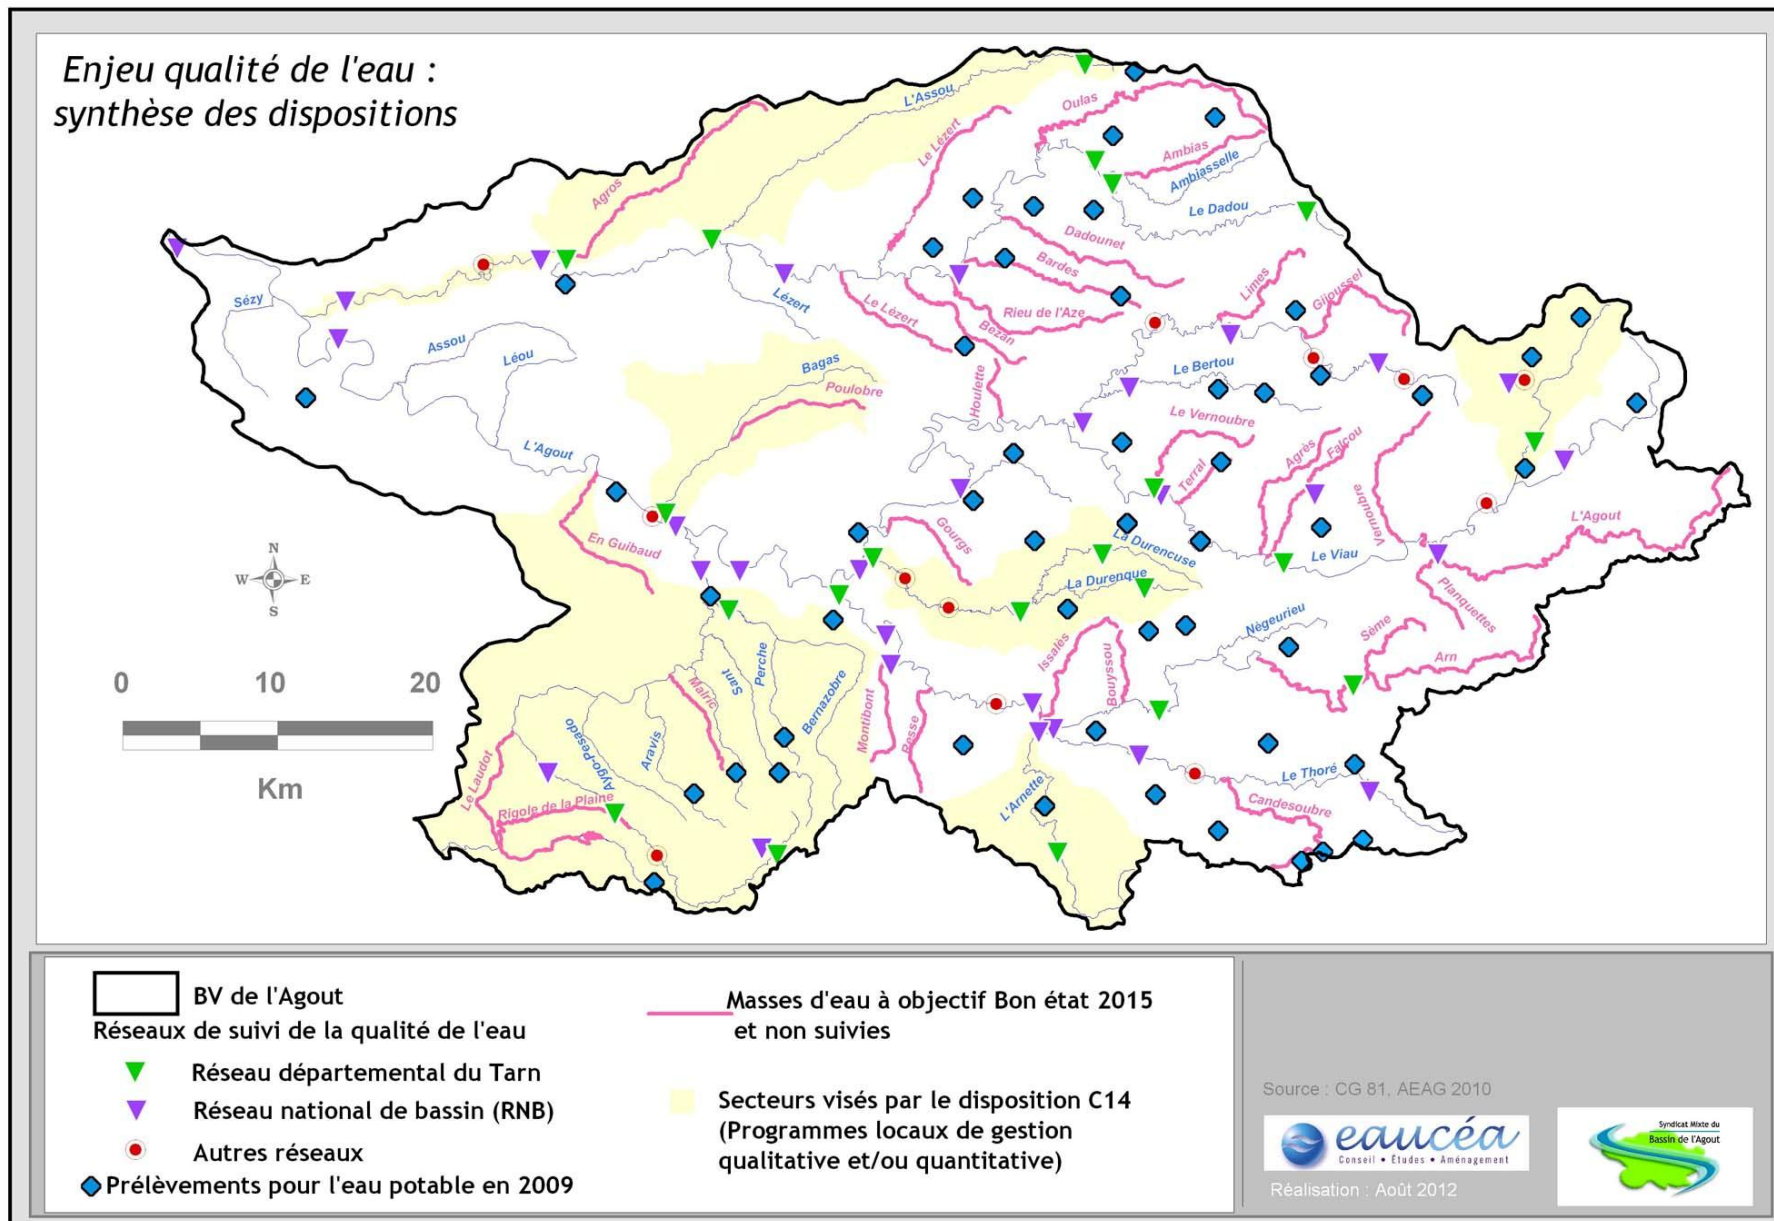 Enjeu qualité de l'eau :
synthèse des dispositions
L'Assou
Oulas
Le Lézert
Ambias
Ambiasselle
Agros
Le Dadou
Dadounet
Bardes
Sézy
Lézert
Le Lézert
Rieu de l'Aze
Bezan
Limes
Gijoussel
Assou
Léou
Bagas
Poulobre
Houlette
Le Bertou
Le Vernoubre
L'Agout
Terral
Agrès
Falcou
Vernoubre
L'Agout
En Guibaud
Gourgs
La Durencuse
La Durenque
Le Viau
Planquettes
N
W
E
S
Nègeurieu
Sème
Arn
Issalès
Bouyssou
0 10 20
Km
Malric
Sant
Perche
Bernazobre
Montibont
Resse
Aygo-Pesado
Aravis
Le Laudot
Rigole de la Plaine
L'Arnette
Le Thoré
Candesoubre
BV de l'Agout
Réseaux de suivi de la qualité de l'eau
Réseau départemental du Tarn
Réseau national de bassin (RNB)
Autres réseaux
Prélèvements pour l'eau potable en 2009
Masses d'eau à objectif Bon état 2015
et non suivies
Secteurs visés par le disposition C14
(Programmes locaux de gestion
qualitative et/ou quantitative)
Source : CG 81, AEAG 2010
eaucéa
Conseil • Études • Aménagement
Réalisation : Août 2012
Syndicat Mixte du
Bassin de l'Agout